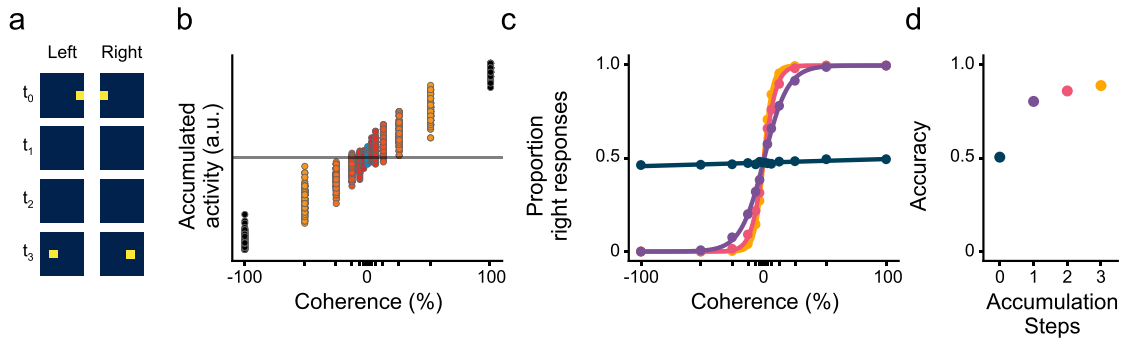 a
Left Right
t0
t1
t2
t3
b
Accumulated
activity (a.u.)
-100 0 100
Coherence (%)
c
Proportion
right responses
1.0
0.5
0
-100 0 100
Coherence (%)
d
Accuracy
1.0
0.5
0
0 1 2 3
Accumulation
Steps